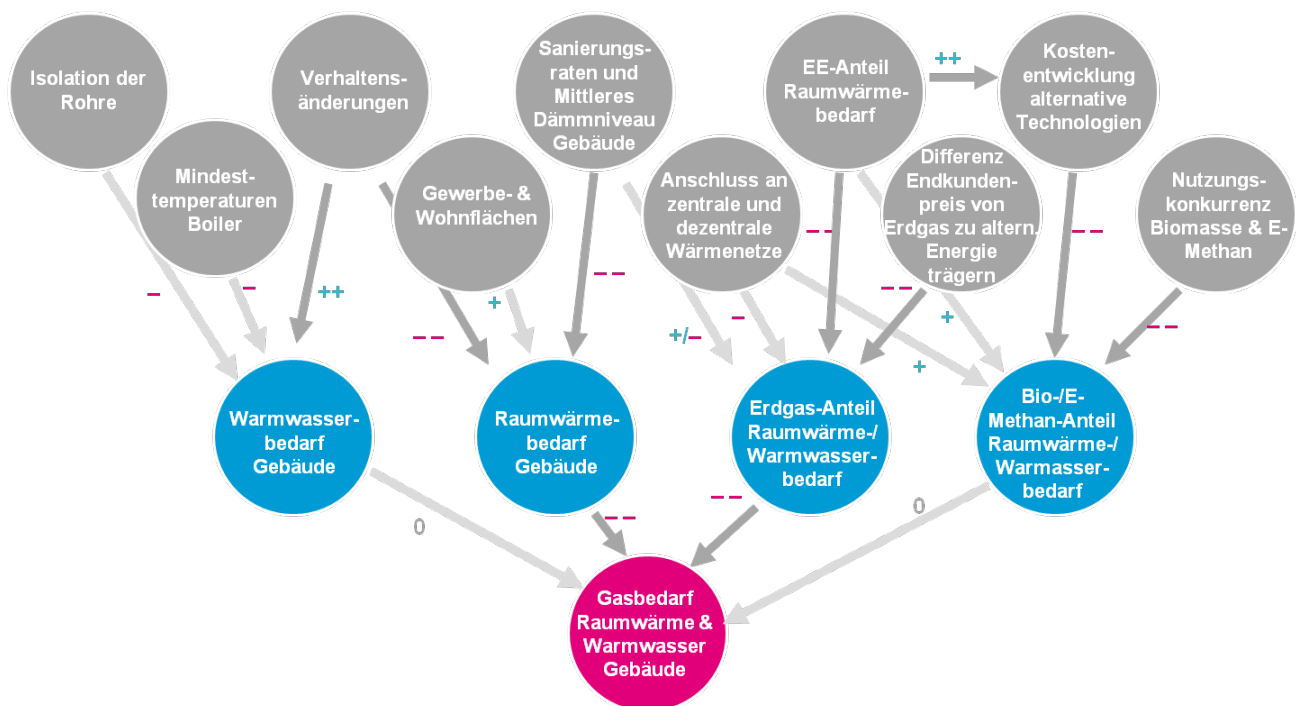 Isolation der
Rohre
Verhaltens-
änderungen
Sanierungs-
raten und
Mittleres
Dämmniveau
Gebäude
EE-Anteil
Raumwärme-
bedarf
++
Kosten-
entwicklung
alternative
Technologien
Mindest-
temperaturen
Boiler
Gewerbe- &
Wohnflächen
Anschluss an
zentrale und
dezentrale
Wärmenetze
Differenz
Endkunden-
preis von
Erdgas zu altern.
Energie
trägern
Nutzungs-
konkurrenz
Biomasse & E-
Methan
– –
– –
– –
–
–
++
+
– –
+/–
–
– –
+
– –
+
Warmwasser-
bedarf
Gebäude
Raumwärme-
bedarf
Gebäude
Erdgas-Anteil
Raumwärme-/
Warmwasser-
bedarf
Bio-/E-
Methan-Anteil
Raumwärme-/
Warmasser-
bedarf
0
– –
– –
0
Gasbedarf
Raumwärme &
Warmwasser
Gebäude